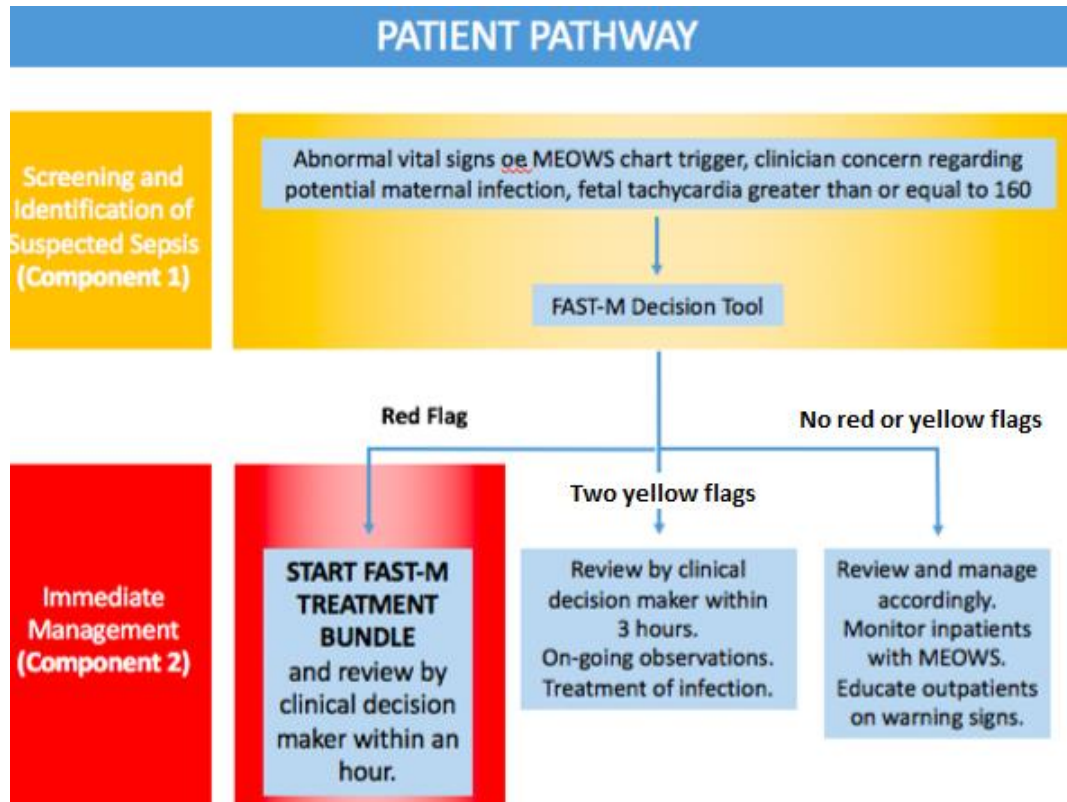 PATIENT PATHWAY
Screening and
Identification of
Suspected Sepsis
(Component 1)
Abnormal vital signs oe MEOWS chart trigger, clinician concern regarding
potential maternal infection, fetal tachycardia greater than or equal to 160
FAST-M Decision Tool
Red Flag
No red or yellow flags
Two yellow flags
Immediate
Management
(Component 2)
START FAST-M
TREATMENT
BUNDLE
and review by
clinical decision
maker within an
hour.
Review by clinical
decision maker within
3 hours.
On-going observations.
Treatment of infection.
Review and manage
accordingly.
Monitor inpatients
with MEOWS.
Educate outpatients
on warning signs.